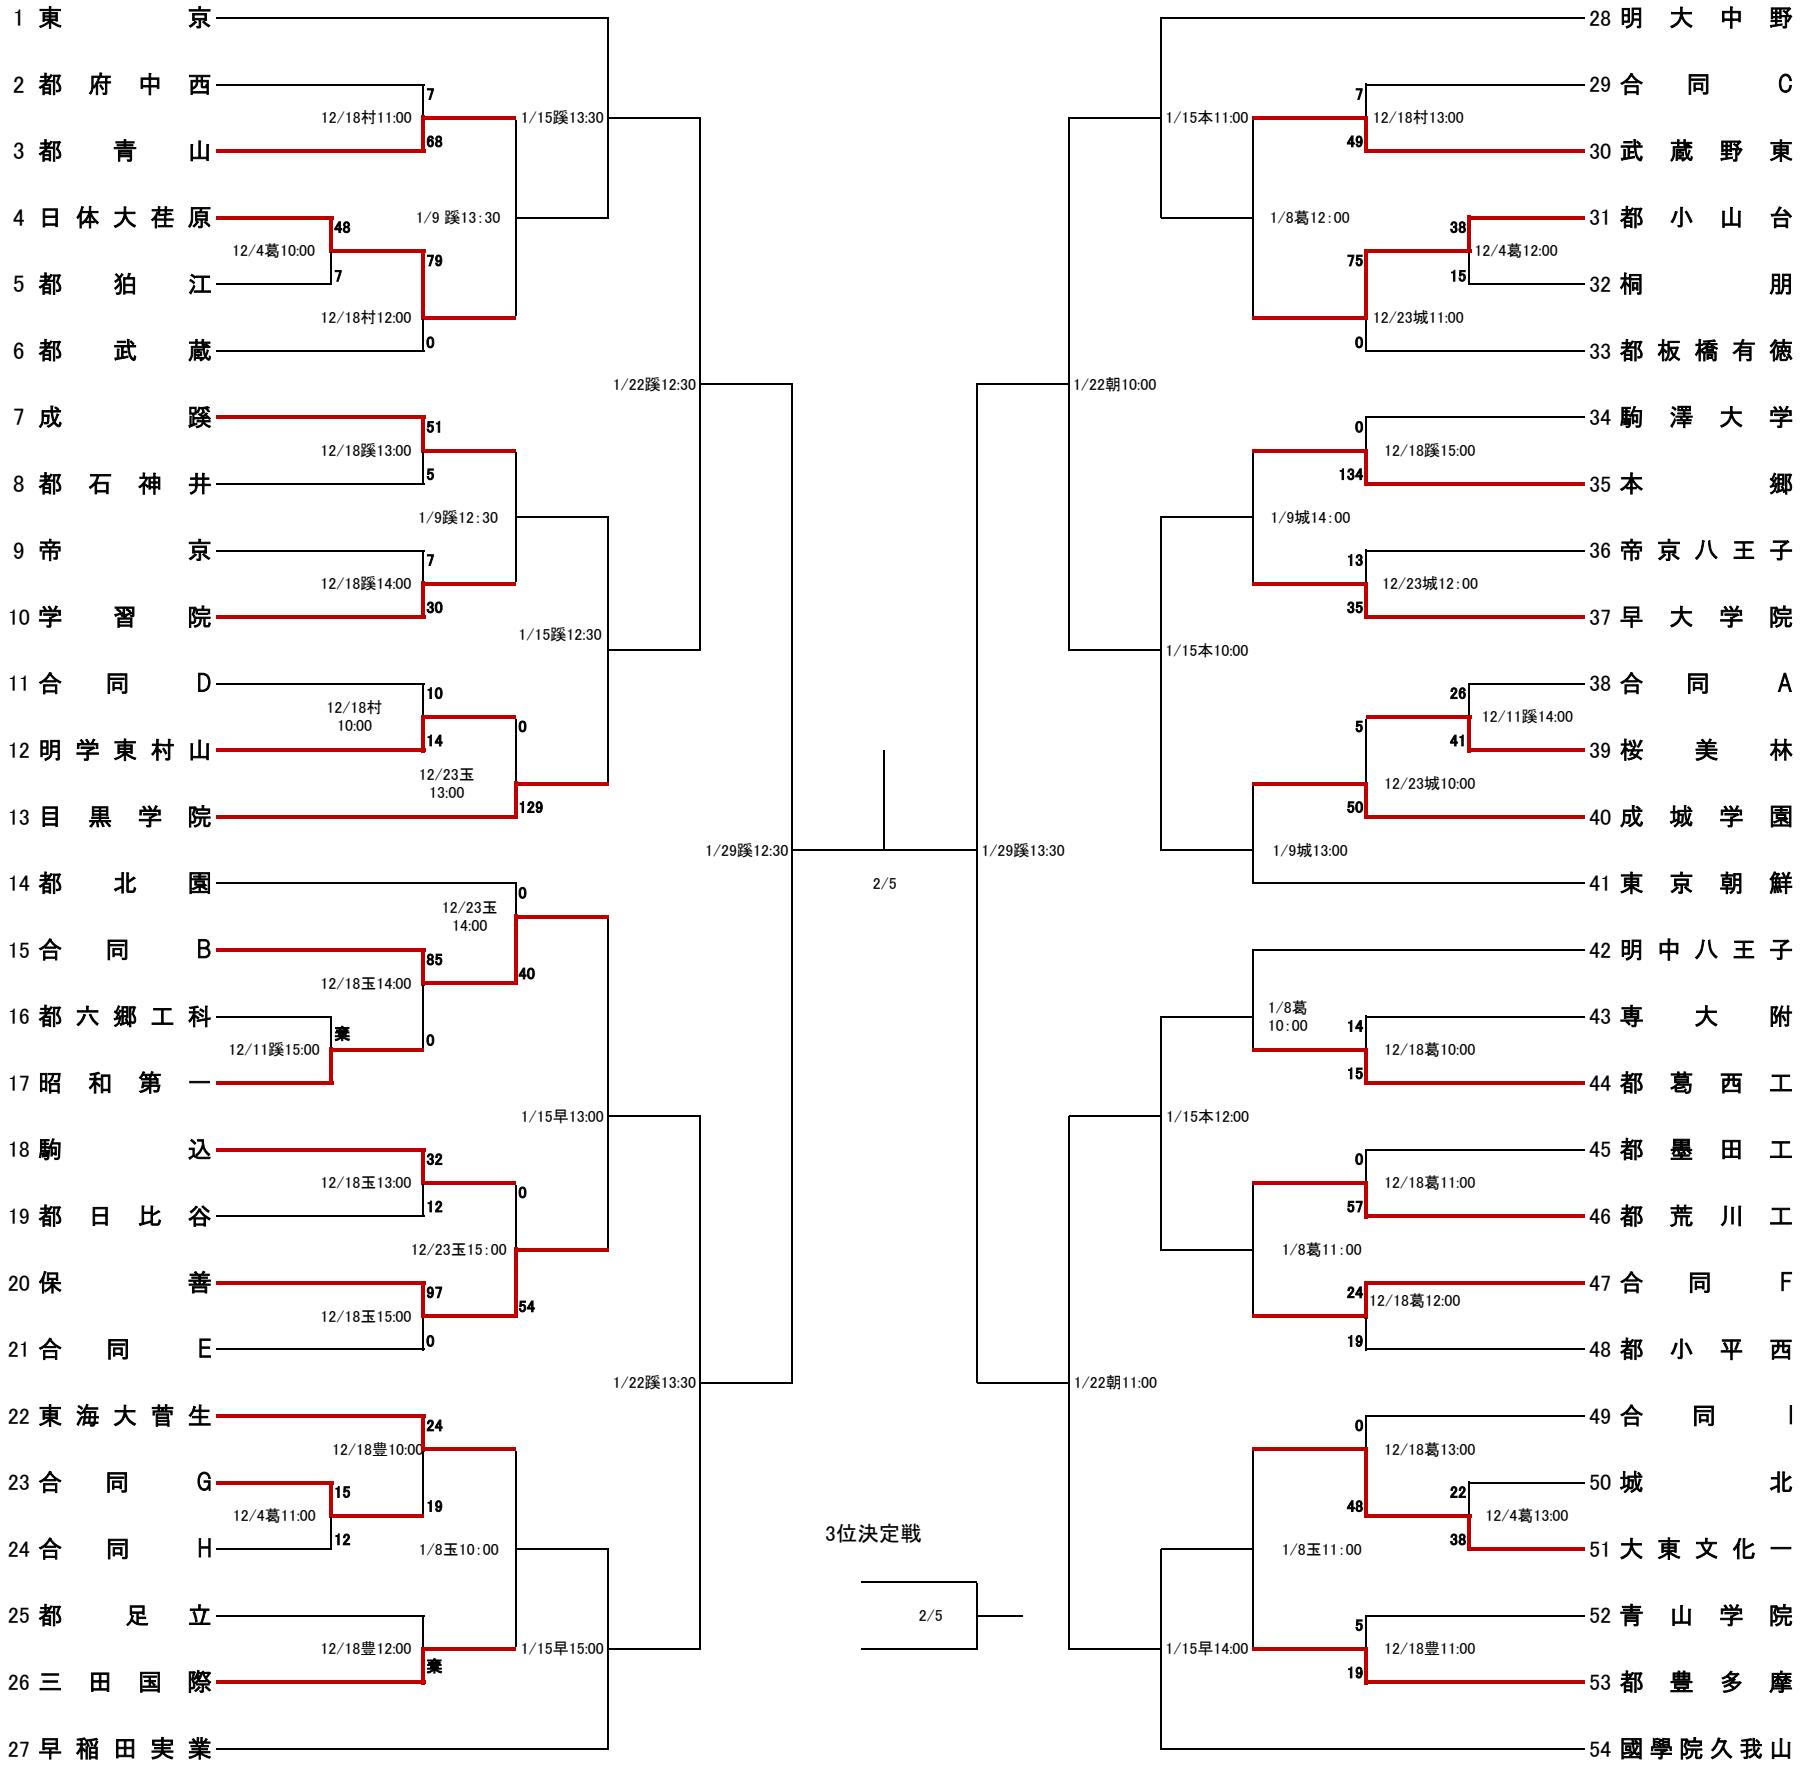 1 東京
2 都府中西
7
12/18村11:00
68
3 都青山
1/15蹊13:30
4 日体大荏原
48
12/4葛10:00
7
5 都狛江
1/9 蹊13:30
79
12/18村12:00
0
6 都武蔵
1/22蹊12:30
7 成蹊
51
12/18蹊13:00
5
8 都石神井
1/9蹊12:30
9 帝京
7
12/18蹊14:00
30
10 学習院
1/15蹊12:30
11 合同D
10
12/18村
10:00
14
12 明学東村山
0
12/23玉
13:00
129
13 目黒学院
1/29蹊12:30
14 都北園
0
12/23玉
14:00
40
15 合同B
85
12/18玉14:00
0
16 都六郷工科
棄
12/11蹊15:00
17 昭和第一
1/15早13:00
18 駒込
32
12/18玉13:00
12
19 都日比谷
0
12/23玉15:00
54
20 保善
97
12/18玉15:00
0
21 合同E
1/22蹊13:30
22 東海大菅生
24
12/18豊10:00
19
23 合同G
15
12/4葛11:00
12
24 合同H
1/8玉10:00
25 都足立
12/18豊12:00
棄
26 三田国際
1/15早15:00
27 早稲田実業
2/5
3位決定戦
2/5
28 明大中野
1/15本11:00
29 合同C
7
12/18村13:00
49
30 武蔵野東
1/8葛12:00
31 都小山台
38
12/4葛12:00
15
32 桐朋
75
12/23城11:00
0
33 都板橋有徳
1/22朝10:00
34 駒澤大学
0
12/18蹊15:00
134
35 本郷
1/9城14:00
36 帝京八王子
13
12/23城12:00
35
37 早大学院
1/15本10:00
38 合同A
26
12/11蹊14:00
41
39 桜美林
5
12/23城10:00
50
40 成城学園
1/9城13:00
41 東京朝鮮
1/29蹊13:30
42 明中八王子
1/8葛
10:00
43 専大附
14
12/18葛10:00
15
44 都葛西工
1/15本12:00
45 都墨田工
0
12/18葛11:00
57
46 都荒川工
1/8葛11:00
47 合同F
24
12/18葛12:00
19
48 都小平西
1/22朝11:00
49 合同I
0
12/18葛13:00
48
50 城北
22
12/4葛13:00
38
51 大東文化一
1/8玉11:00
52 青山学院
5
12/18豊11:00
19
53 都豊多摩
1/15早14:00
54 國學院久我山